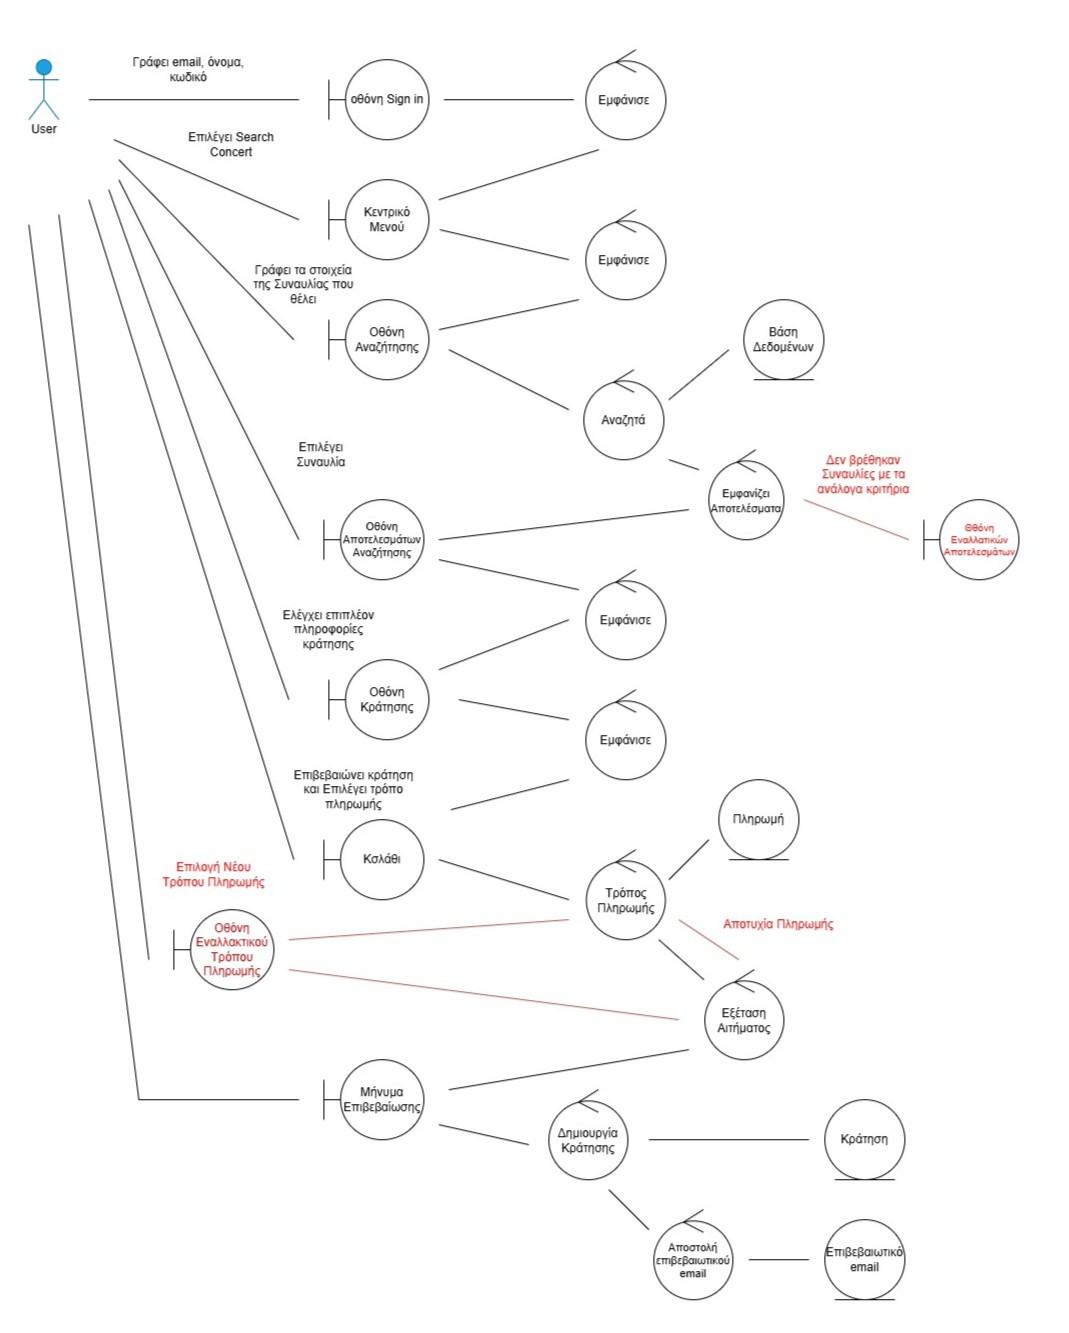 Γράφει email, όνομα,
κωδικό
User
οθόνη Sign in
Εμφάνισε
Επιλέγει Search
Concert
Κεντρικό
Μενού
Εμφάνισε
Γράφει τα στοιχεία
της Συναυλίας που
θέλει
Οθόνη
Αναζήτησης
Βάση
Δεδομένων
Αναζητά
Επιλέγει
Συναυλία
Δεν βρέθηκαν
Συναυλίες με τα
ανάλογα κριτήρια
Εμφανίζει
Αποτελέσματα
Οθόνη
Αποτελεσμάτων
Αναζήτησης
Θθόνη
Εναλλατικών
Αποτελεσμάτων
Ελέγχει επιπλέον
πληροφορίες
κράτησης
Εμφάνισε
Οθόνη
Κράτησης
Εμφάνισε
Επιβεβαιώνει κράτηση
και Επιλέγει τρόπο
πληρωμής
Πληρωμή
Κσλάθι
Επιλογή Νέου
Τρόπου Πληρωμής
Τρόπος
Πληρωμής
Αποτυχία Πληρωμής
Οθόνη
Εναλλακτικού
Τρόπου
Πληρωμής
Εξέταση
Αιτήματος
Μήνυμα
Επιβεβαίωσης
Δημιουργία
Κράτησης
Κράτηση
Αποστολή
επιβεβαιωτικού
email
Επιβεβαιωτικό
email